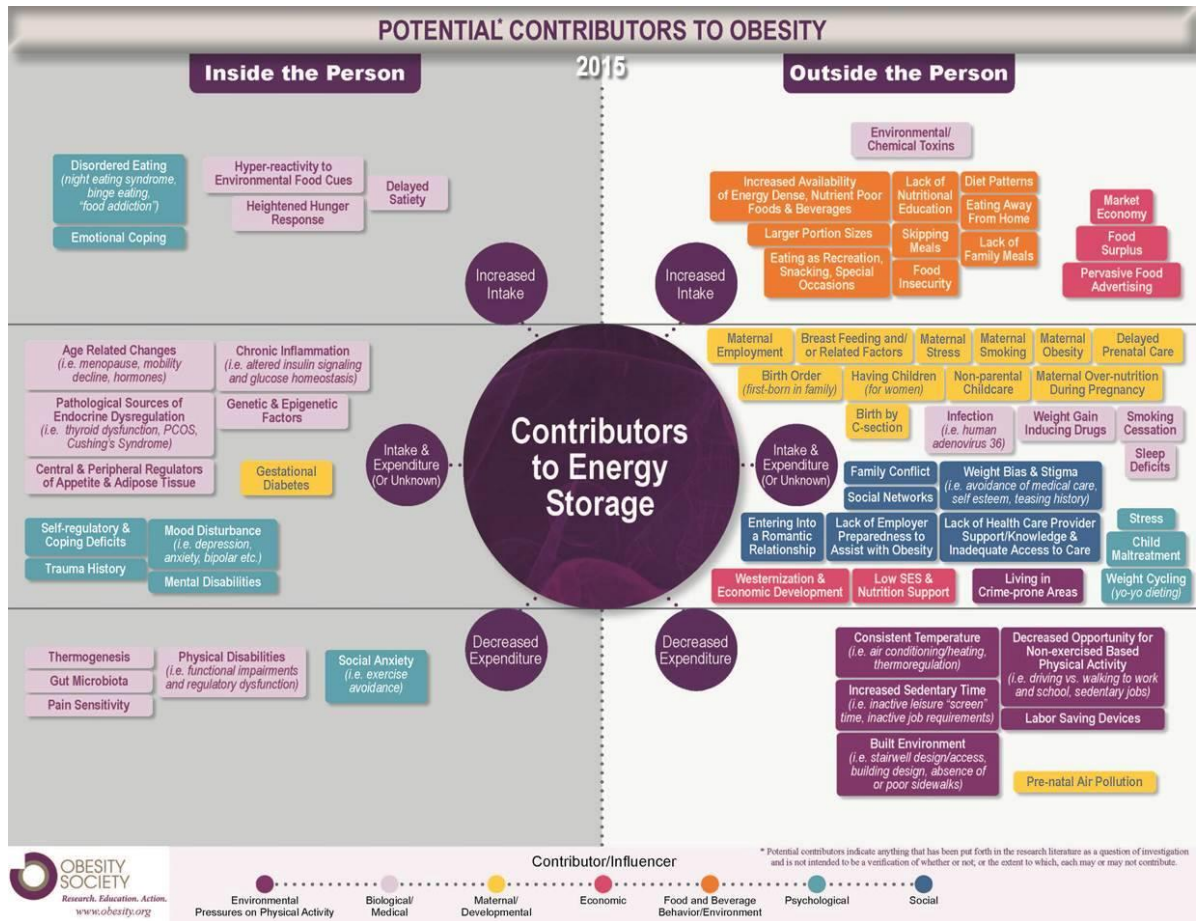 POTENTIAL* CONTRIBUTORS TO OBESITY
2015
Inside the Person
Outside the Person
Disordered Eating
(night eating syndrome,
binge eating,
“food addiction”)
Emotional Coping
Hyper-reactivity to
Environmental Food Cues
Heightened Hunger
Response
Delayed
Satiety
Increased
Intake
Increased
Intake
Environmental/
Chemical Toxins
Increased Availability
of Energy Dense, Nutrient Poor
Foods & Beverages
Larger Portion Sizes
Eating as Recreation,
Snacking, Special
Occasions
Lack of
Nutritional
Education
Skipping
Meals
Food
Insecurity
Diet Patterns
Eating Away
From Home
Lack of
Family Meals
Market
Economy
Food
Surplus
Pervasive Food
Advertising
Age Related Changes
(i.e. menopause, mobility
decline, hormones)
Chronic Inflammation
(i.e. altered insulin signaling
and glucose homeostasis)
Pathological Sources of
Endocrine Dysregulation
(i.e. thyroid dysfunction, PCOS,
Cushing's Syndrome)
Genetic & Epigenetic
Factors
Central & Peripheral Regulators
of Appetite & Adipose Tissue
Gestational
Diabetes
Self-regulatory &
Coping Deficits
Trauma History
Mood Disturbance
(i.e. depression,
anxiety, bipolar etc.)
Mental Disabilities
Intake &
Expenditure
(Or Unknown)
Contributors
to Energy
Storage
Intake &
Expenditure
(Or Unknown)
Maternal
Employment
Breast Feeding and/
or Related Factors
Maternal
Stress
Maternal
Smoking
Maternal
Obesity
Delayed
Prenatal Care
Birth Order
(first-born in family)
Having Children
(for women)
Non-parental
Childcare
Maternal Over-nutrition
During Pregnancy
Birth by
C-section
Infection
(i.e. human
adenovirus 36)
Weight Gain
Inducing Drugs
Smoking
Cessation
Sleep
Deficits
Family Conflict
Social Networks
Weight Bias & Stigma
(i.e. avoidance of medical care,
self esteem, teasing history)
Entering Into
a Romantic
Relationship
Lack of Employer
Preparedness to
Assist with Obesity
Lack of Health Care Provider
Support/Knowledge &
Inadequate Access to Care
Stress
Child
Maltreatment
Weight Cycling
(yo-yo dieting)
Westernization &
Economic Development
Low SES &
Nutrition Support
Living in
Crime-prone Areas
Decreased
Expenditure
Decreased
Expenditure
Thermogenesis
Gut Microbiota
Pain Sensitivity
Physical Disabilities
(i.e. functional impairments
and regulatory dysfunction)
Social Anxiety
(i.e. exercise
avoidance)
Consistent Temperature
(i.e. air conditioning/heating,
thermoregulation)
Increased Sedentary Time
(i.e. inactive leisure “screen”
time, inactive job requirements)
Built Environment
(i.e. stairwell design/access,
building design, absence of
or poor sidewalks)
Decreased Opportunity for
Non-exercised Based
Physical Activity
(i.e. driving vs. walking to work
and school, sedentary jobs)
Labor Saving Devices
Pre-natal Air Pollution
OBESITY
SOCIETY
Research. Education. Action.
www.obesity.org
Contributor/Influencer
* Potential contributors indicate anything that has been put forth in the research literature as a question of investigation
and is not intended to be a verification of whether or not; or the extent to which, each may or may not contribute.
Environmental
Pressures on Physical Activity
Biological/
Medical
Maternal/
Developmental
Economic
Food and Beverage
Behavior/Environment
Psychological
Social